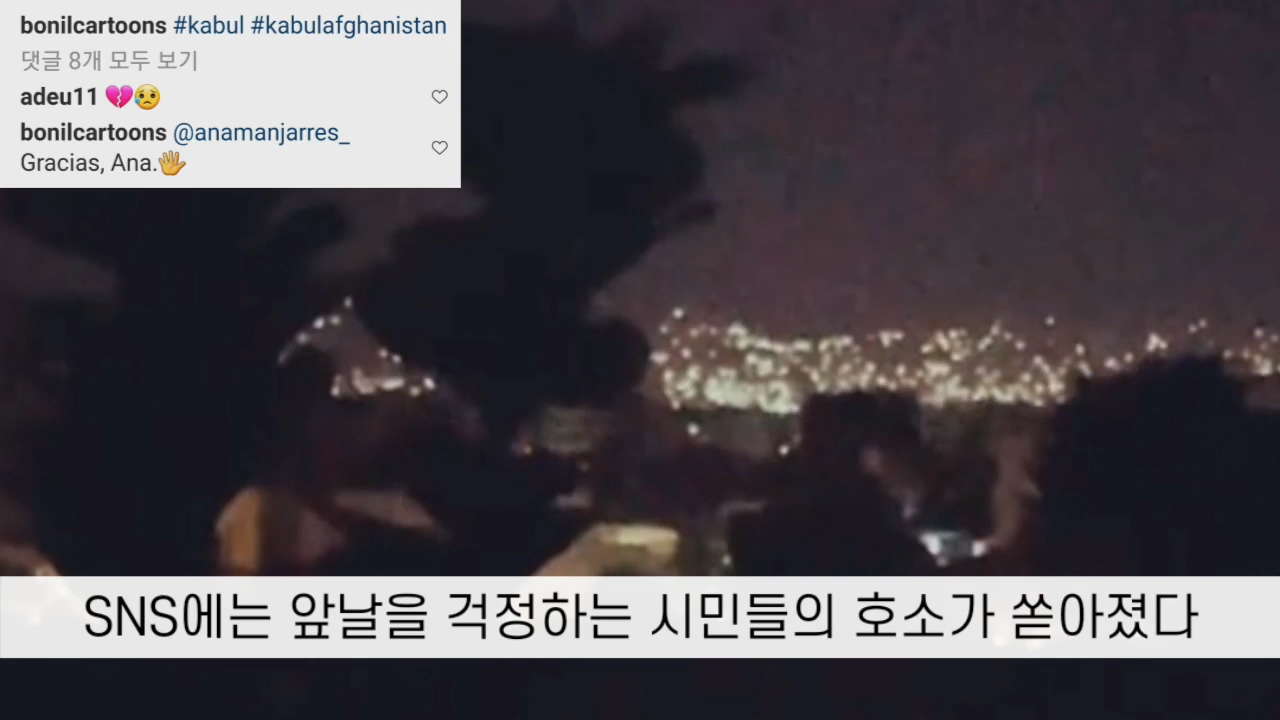 bonilcartoons #kabul #kabulafghanistan
댓글 8개 모두 보기
adeu11 💔😥
bonilcartoons @anamanjarres_
Gracias, Ana.👋
SNS에는 앞날을 걱정하는 시민들의 호소가 쏟아졌다